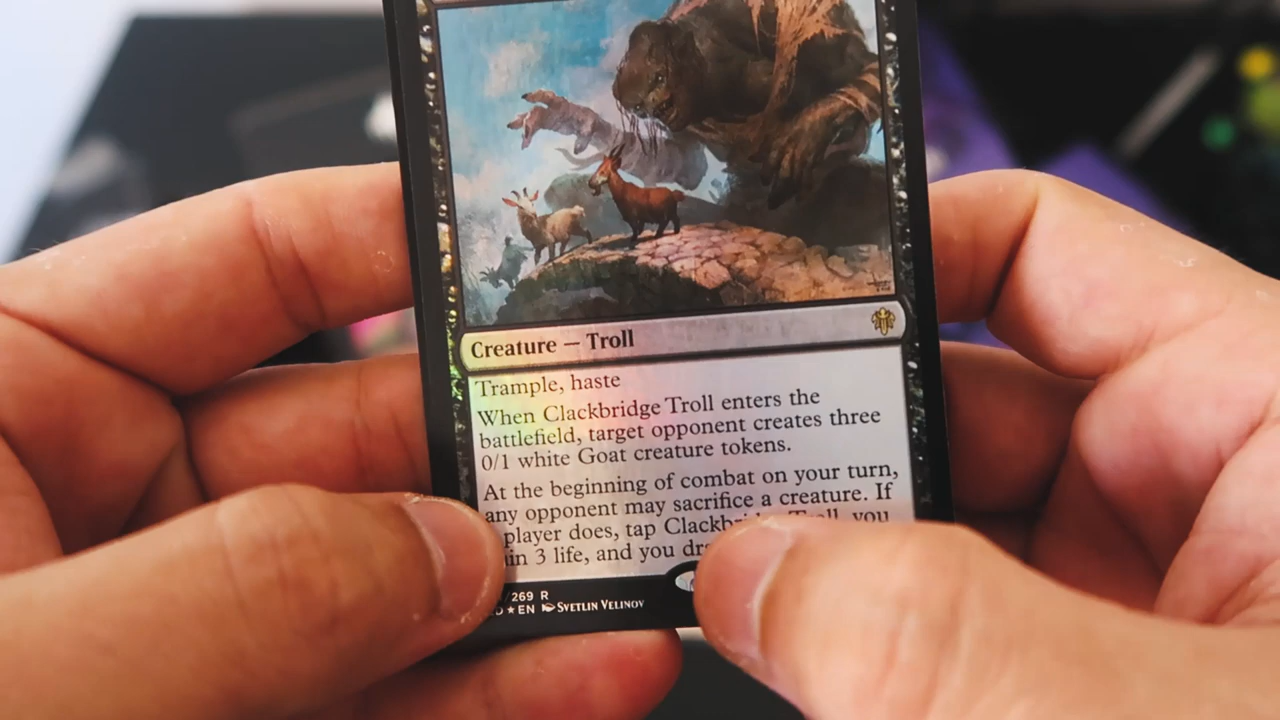 Creature — Troll
Trample, haste
When Clackbridge Troll enters the
battlefield, target opponent creates three
0/1 white Goat creature tokens.
At the beginning of combat on your turn,
any opponent may sacrifice a creature. If
player does, tap Troll, you
3 life, and you
269 R
★ EN Svetlin Velinov